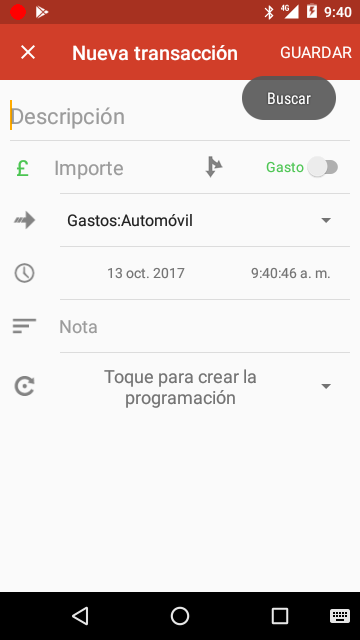 4G 9:40
Nueva transacción GUARDAR
Buscar
Descripción
£ Importe Gasto
Gastos:Automóvil
13 oct. 2017 9:40:46 a. m.
Nota
Toque para crear la
programación